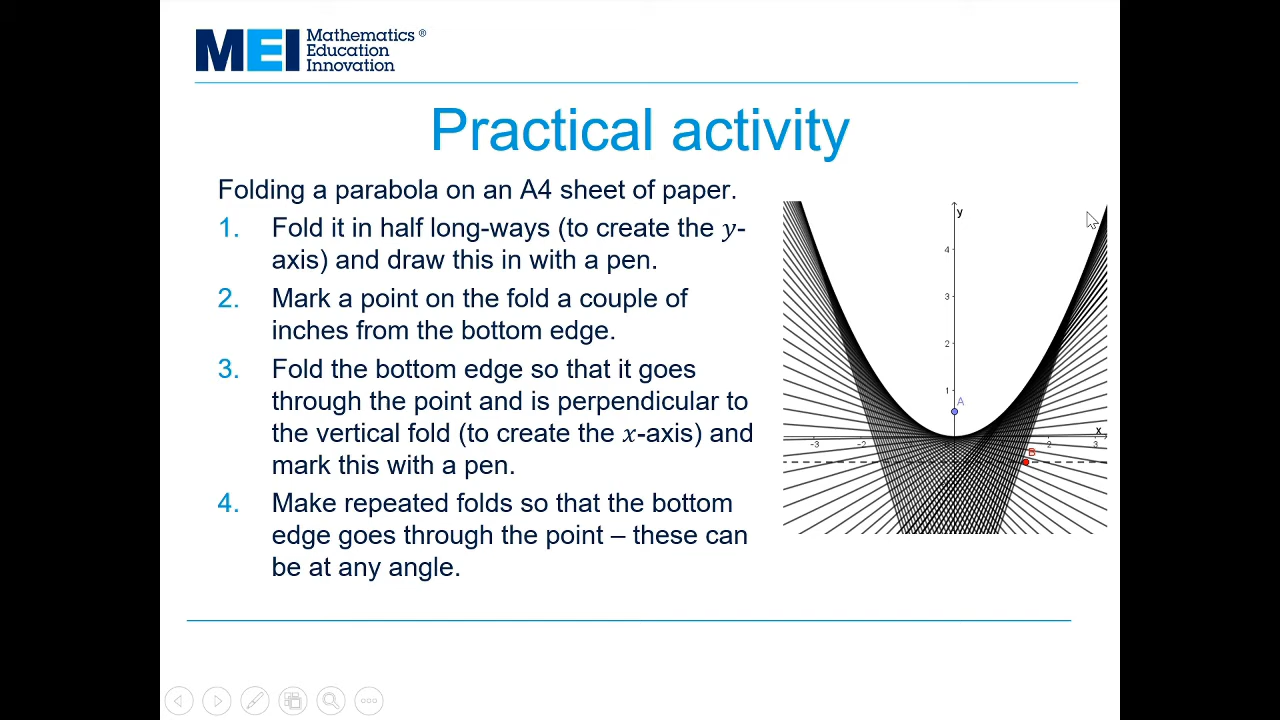 MEI Mathematics ®
Education
Innovation
Practical activity
Folding a parabola on an A4 sheet of paper.
1. Fold it in half long-ways (to create the y-
axis) and draw this in with a pen.
2. Mark a point on the fold a couple of
inches from the bottom edge.
3. Fold the bottom edge so that it goes
through the point and is perpendicular to
the vertical fold (to create the x-axis) and
mark this with a pen.
4. Make repeated folds so that the bottom
edge goes through the point – these can
be at any angle.
y
4
3
2
1
A
x
-3 -2 2 3
B